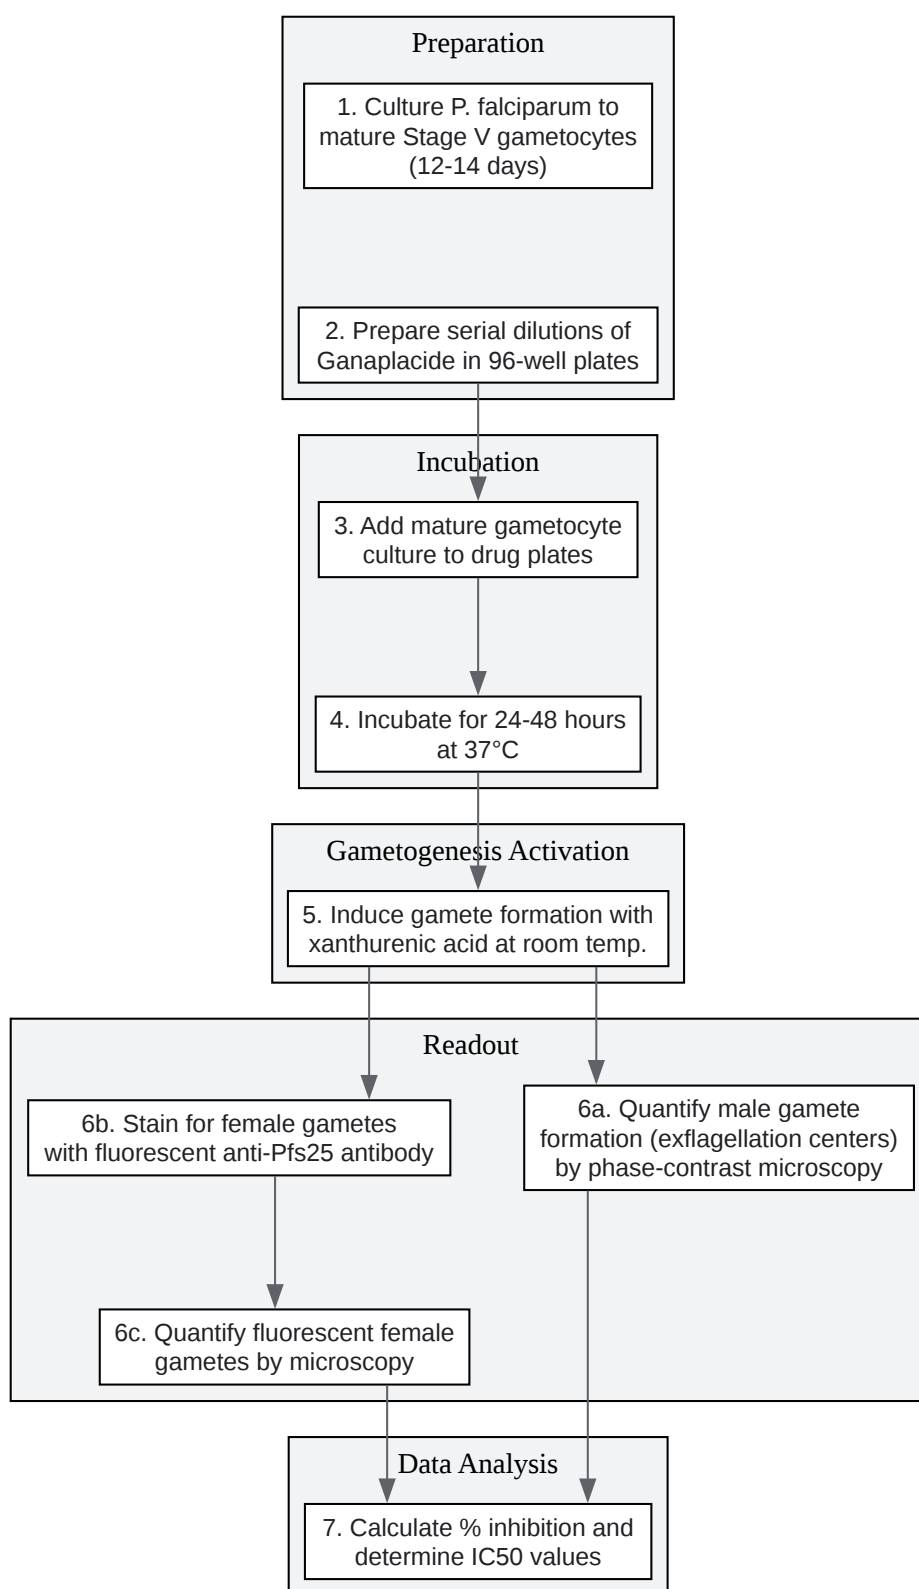 Preparation
1. Culture P. falciparum to
mature Stage V gametocytes
(12-14 days)
2. Prepare serial dilutions of
Ganaplacide in 96-well plates
Incubation
3. Add mature gametocyte
culture to drug plates
4. Incubate for 24-48 hours
at 37°C
Gametogenesis Activation
5. Induce gamete formation with
xanthurenic acid at room temp.
Readout
6b. Stain for female gametes
with fluorescent anti-Pfs25 antibody
6a. Quantify male gamete
formation (exflagellation centers)
by phase-contrast microscopy
6c. Quantify fluorescent female
gametes by microscopy
Data Analysis
7. Calculate % inhibition and
determine IC50 values